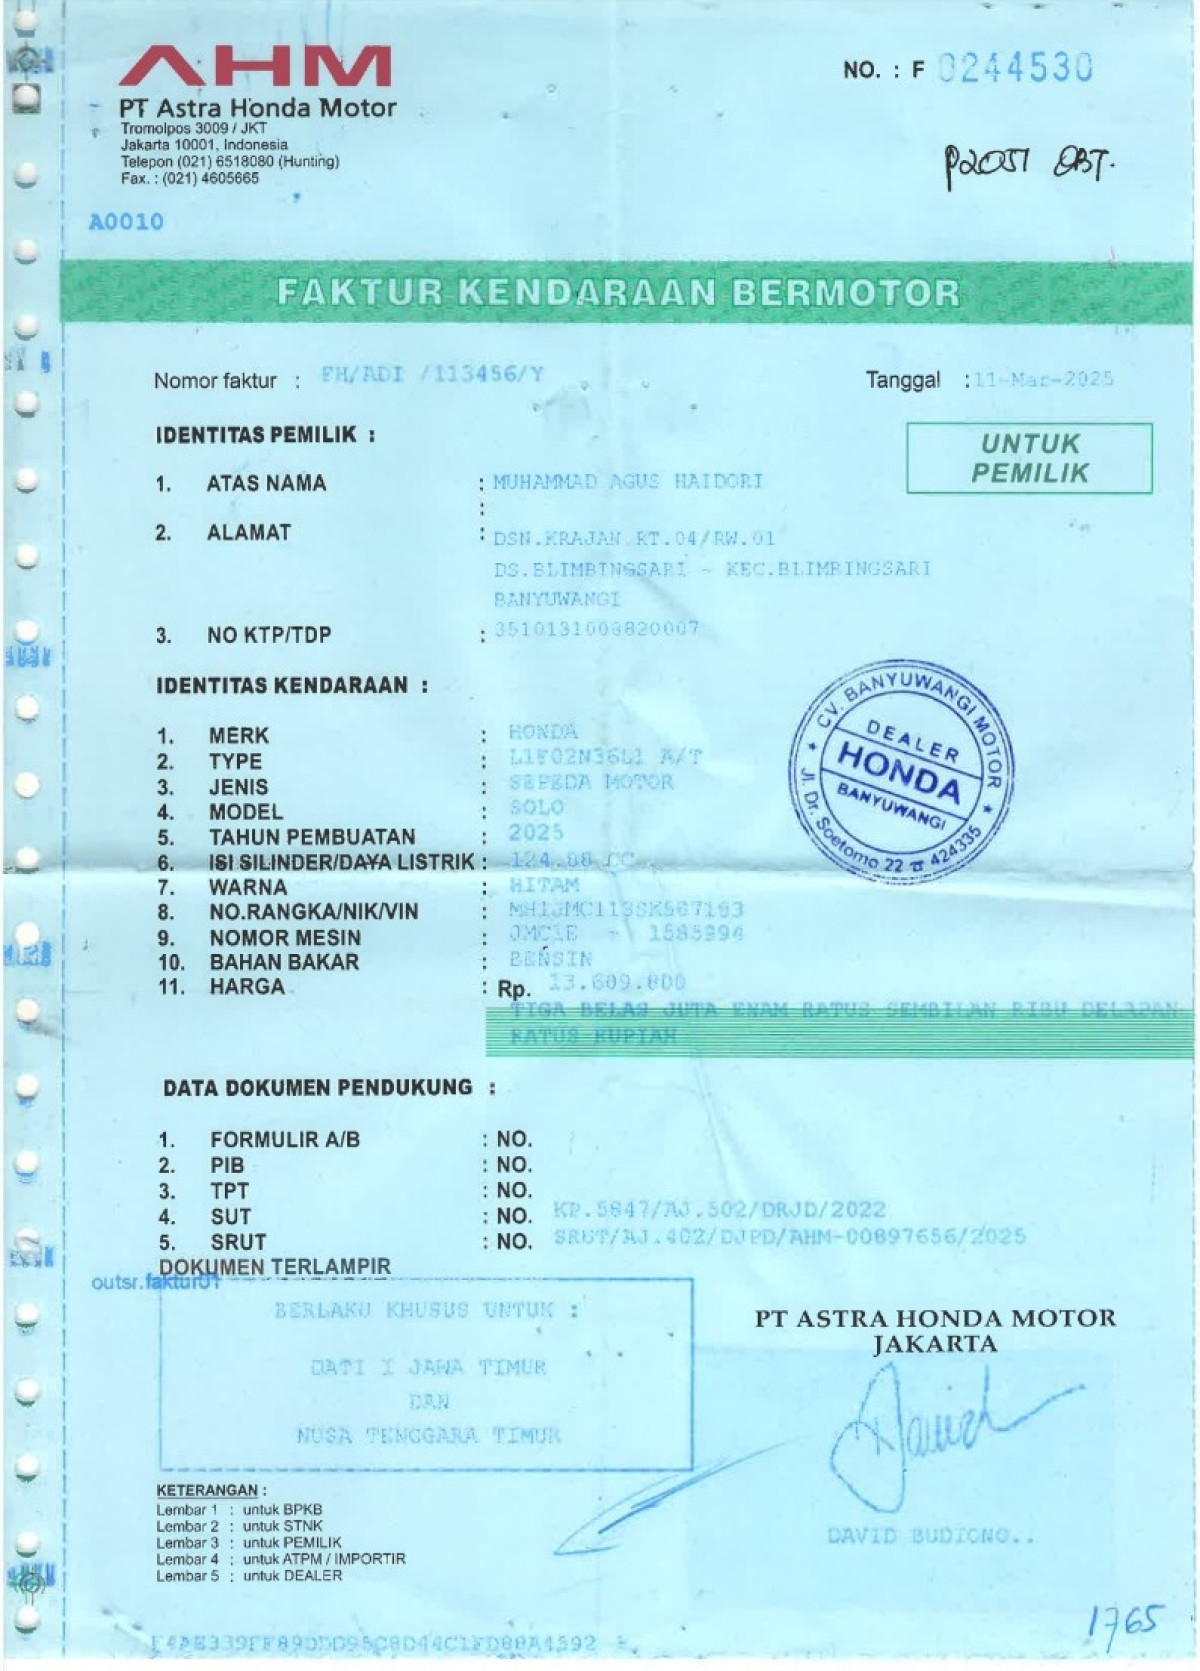 AHM
PT Astra Honda Motor
Tromolpos 3009 / JKT
Jakarta 10001, Indonesia
Telepon (021) 6518080 (Hunting)
Fax. : (021) 4605665
A0010
NO. : F 0244530
FAKTUR KENDARAAN BERMOTOR
Nomor faktur : FH/ADI /113456/Y
Tanggal : 11-Mar-2025
UNTUK
PEMILIK
IDENTITAS PEMILIK :
1. ATAS NAMA : MUHAMMAD AGUS HAIDORI
:
2. ALAMAT : DSN.KRAJAN RT.04/RW.01
DS.BLIMBINGSARI - KEC.BLIMBINGSARI
BANYUWANGI
3. NO KTP/TDP : 3510131008820007
IDENTITAS KENDARAAN :
1. MERK : HONDA
2. TYPE : L1F02N36L1 A/T
3. JENIS : SEPEDA MOTOR
4. MODEL : SOLO
5. TAHUN PEMBUATAN : 2025
6. ISI SILINDER/DAYA LISTRIK : 124.88 CC
7. WARNA : HITAM
8. NO.RANGKA/NIK/VIN : MH1JMC113SK587183
9. NOMOR MESIN : JMC1E - 1585994
10. BAHAN BAKAR : BENSIN
11. HARGA : Rp. 13.609.800
TIGA BELAS JUTA ENAM RATUS SEMBILAN RIBU DELAPAN
RATUS RUPIAH
CV. BANYUWANGI MOTOR
DEALER
HONDA
BANYUWANGI
Jl. Dr. Soetomo 22 ☎ 424335
DATA DOKUMEN PENDUKUNG :
1. FORMULIR A/B : NO.
2. PIB : NO.
3. TPT : NO.
4. SUT : NO. KP.5847/AJ.502/DRJD/2022
5. SRUT : NO. SRUT/AJ.402/DJPD/AHM-00897656/2025
DOKUMEN TERLAMPIR
outsr.faktur01
BERLAKU KHUSUS UNTUK :
DATI I JAWA TIMUR
DAN
NUSA TENGGARA TIMUR
PT ASTRA HONDA MOTOR
JAKARTA
DAVID BUDIONO..
KETERANGAN :
Lembar 1 : untuk BPKB
Lembar 2 : untuk STNK
Lembar 3 : untuk PEMILIK
Lembar 4 : untuk ATPM / IMPORTIR
Lembar 5 : untuk DEALER
1765